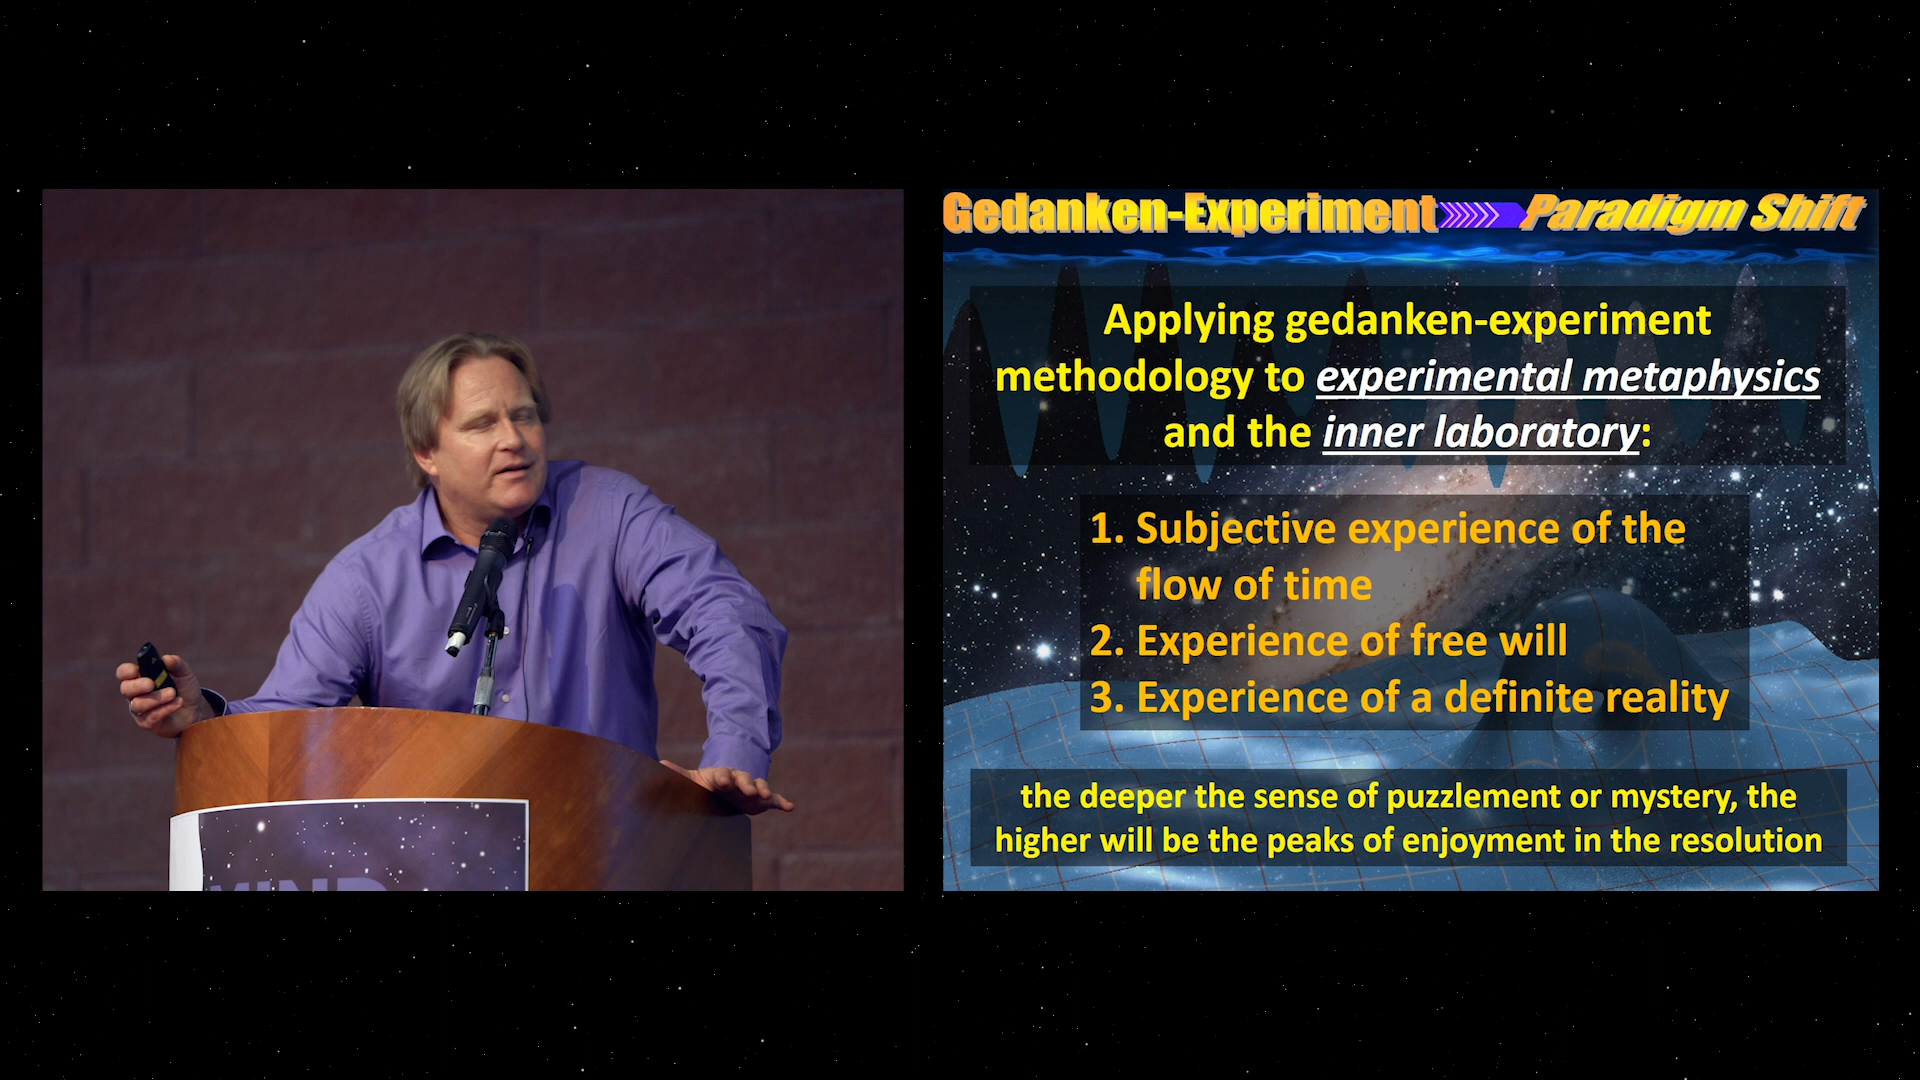 Gedanken-Experiment Paradigm Shift
Applying gedanken-experiment
methodology to experimental metaphysics
and the inner laboratory:
1. Subjective experience of the
flow of time
2. Experience of free will
3. Experience of a definite reality
the deeper the sense of puzzlement or mystery, the
higher will be the peaks of enjoyment in the resolution
MIND